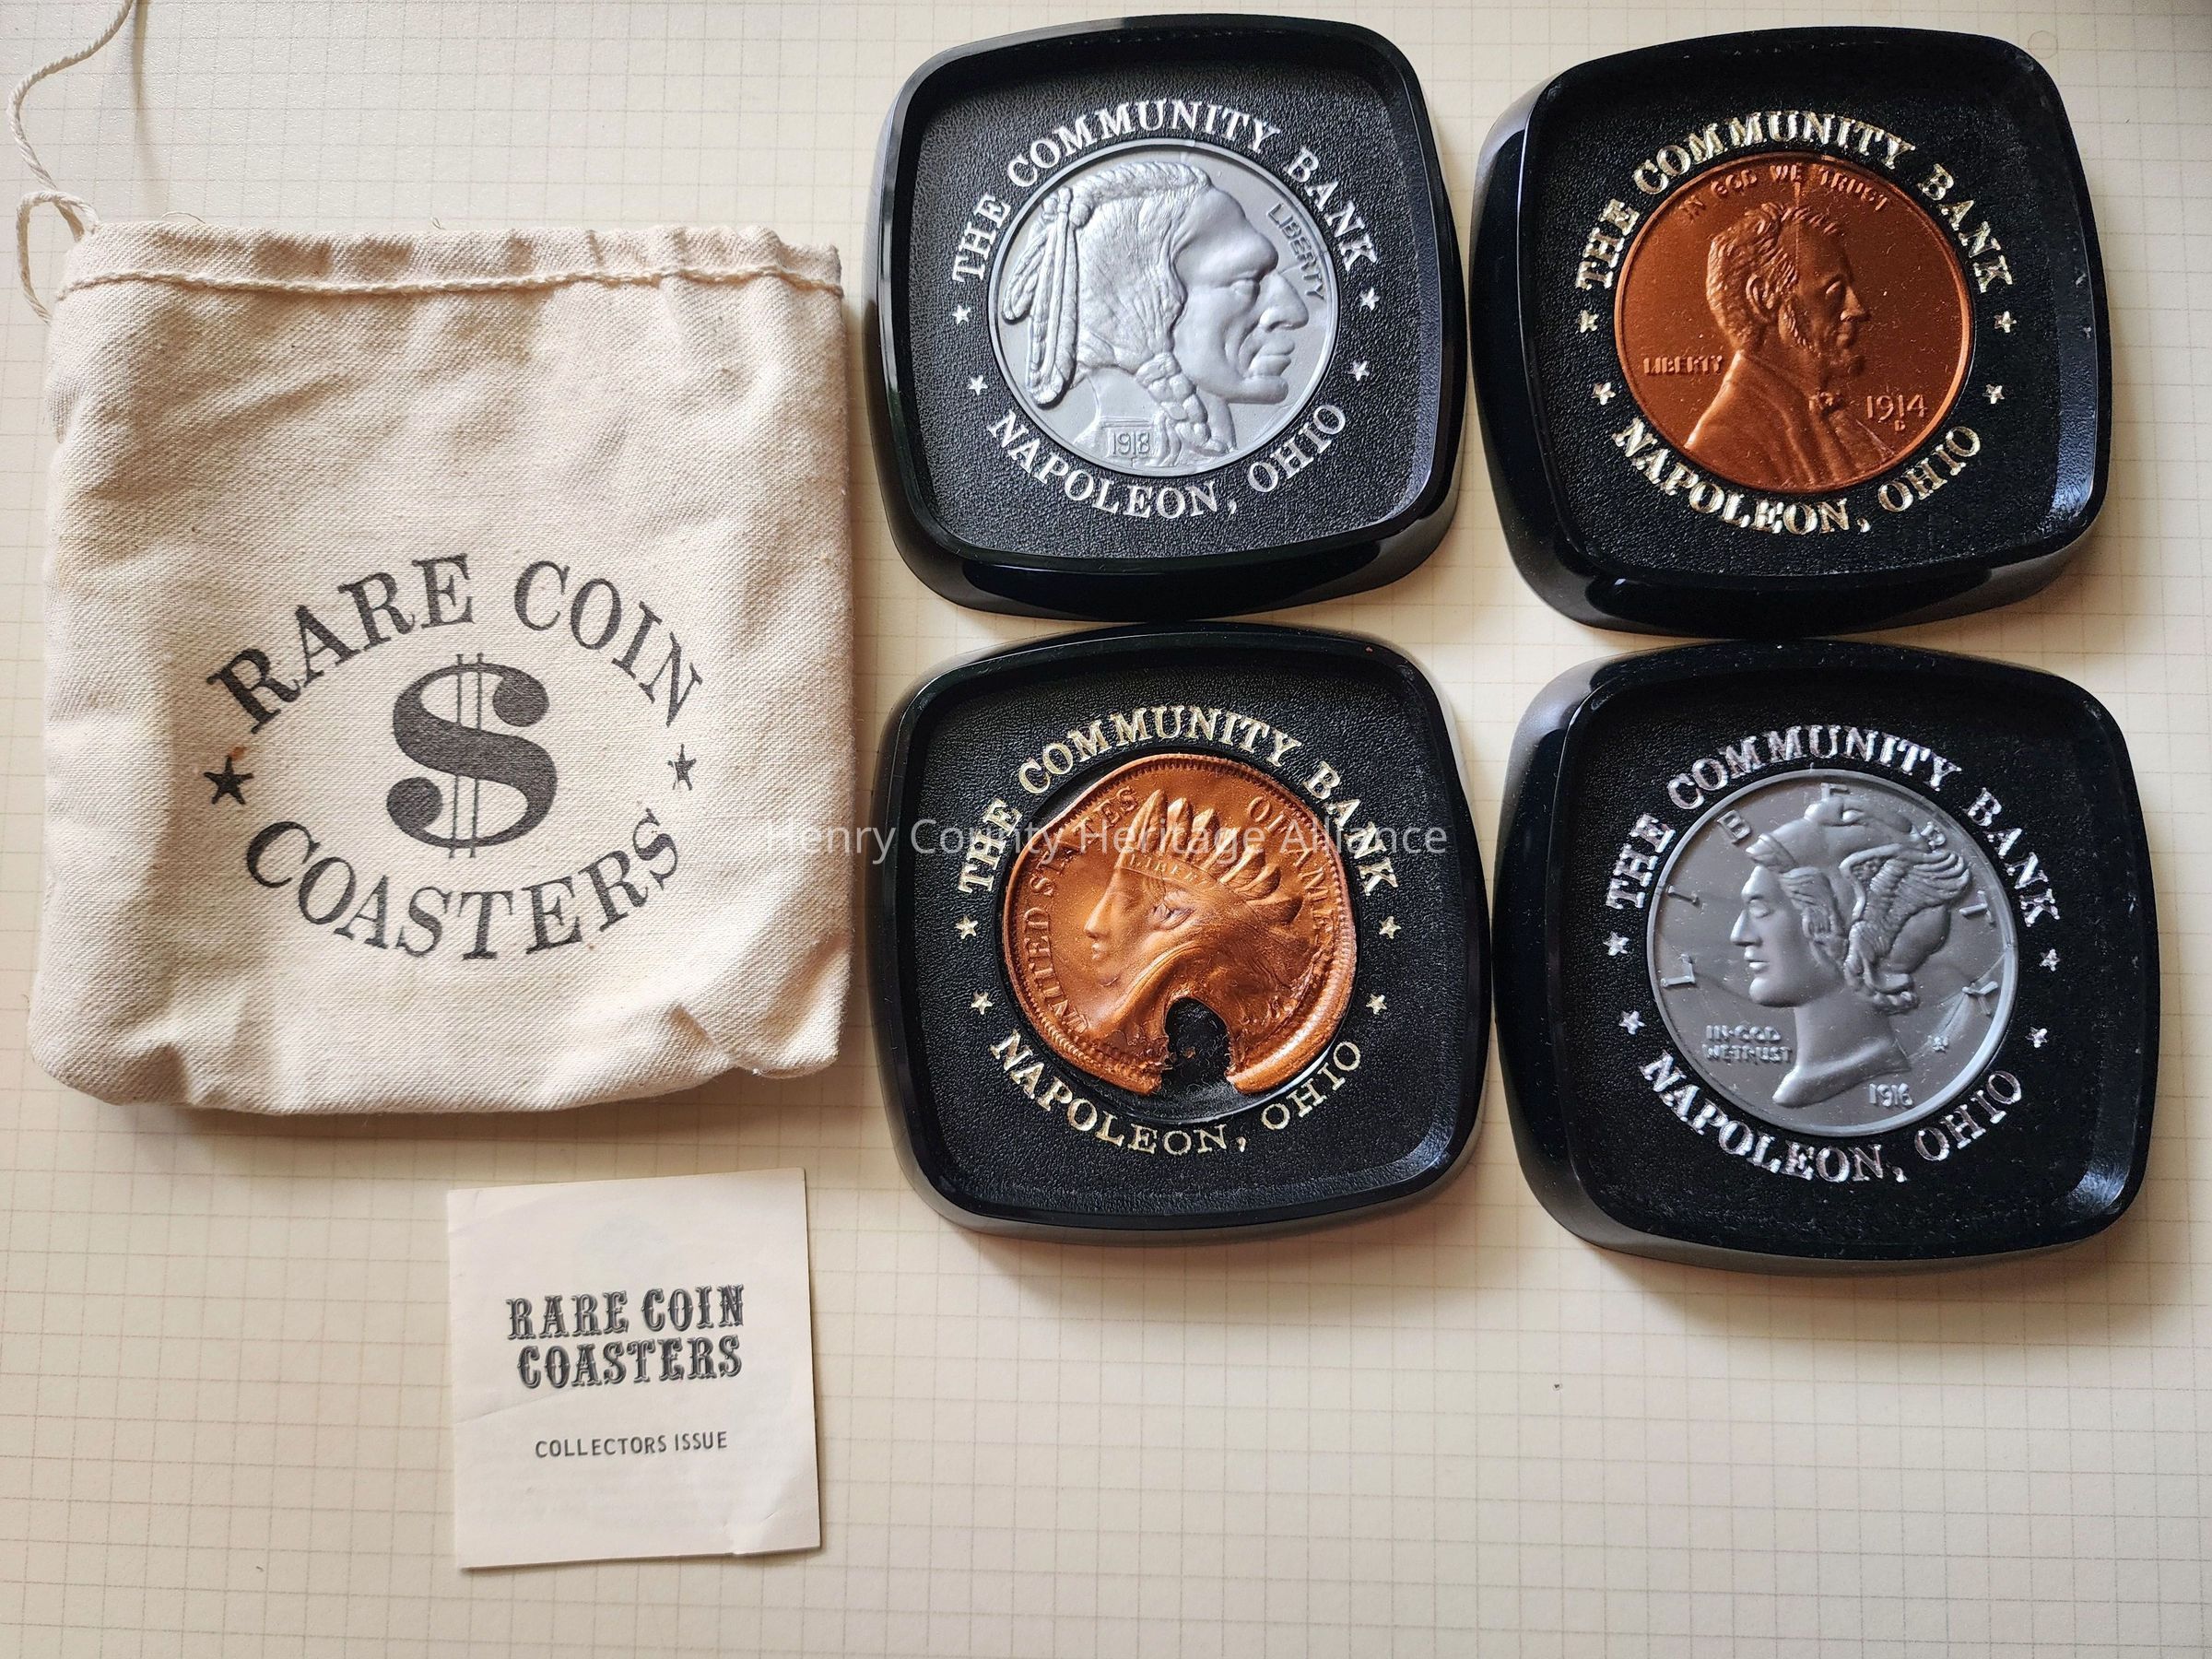 RARE COIN
$
COASTERS
RARE COIN
COASTERS
COLLECTORS ISSUE
THE COMMUNITY BANK
LIBERTY
1918
NAPOLEON, OHIO
THE COMMUNITY BANK
IN GOD WE TRUST
LIBERTY
1914
D
NAPOLEON, OHIO
THE COMMUNITY BANK
UNITED STATES OF AMER
LIBER
NAPOLEON, OHIO
THE COMMUNITY BANK
LIBERTY
IN·GOD
WE·TRUST
1916
NAPOLEON, OHIO
Henry County Heritage Alliance